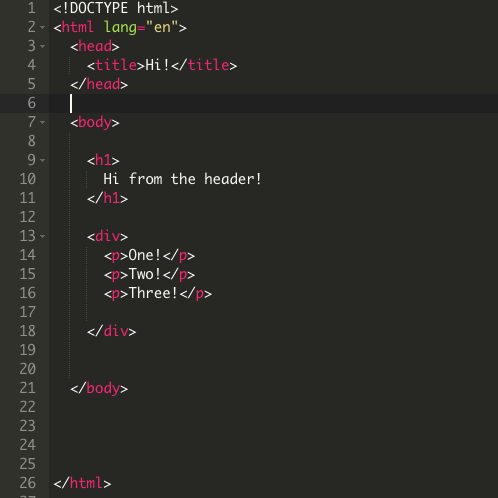 1 <!DOCTYPE html>
2 <html lang="en">
3 <head>
4 <title>Hi!</title>
5 </head>
6
7 <body>
8
9 <h1>
10 Hi from the header!
11 </h1>
12
13 <div>
14 <p>One!</p>
15 <p>Two!</p>
16 <p>Three!</p>
17
18 </div>
19
20
21 </body>
22
23
24
25
26 </html>